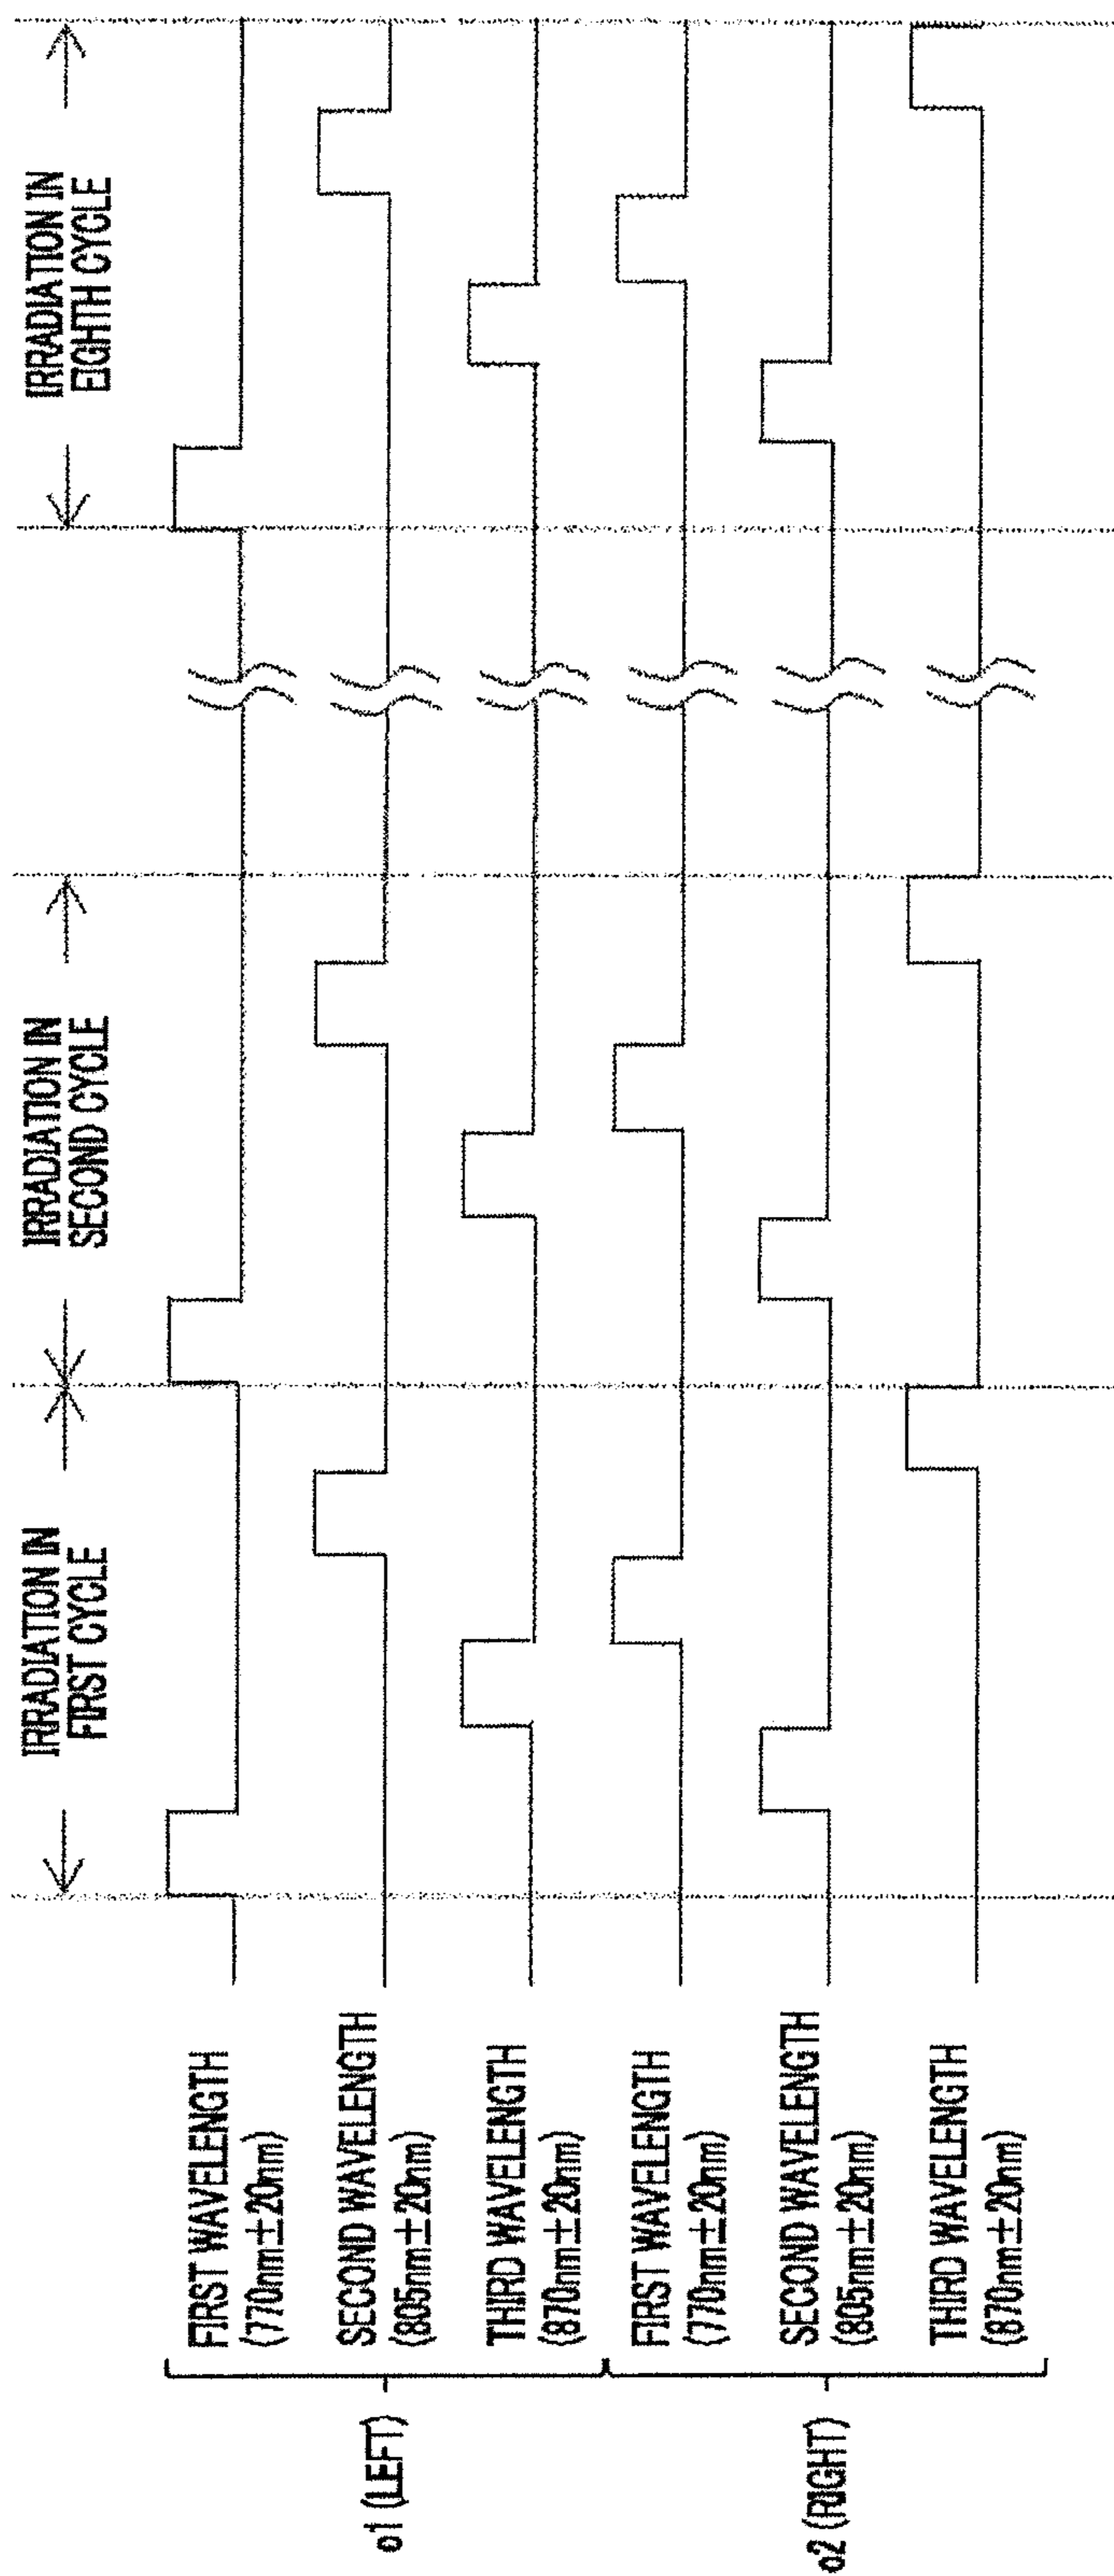 IRRADIATION IN
FIRST CYCLE
IRRADIATION IN
SECOND CYCLE
IRRADIATION IN
EIGHTH CYCLE
o1 (LEFT)
FIRST WAVELENGTH
(770nm±20nm)
SECOND WAVELENGTH
(805nm±20nm)
THIRD WAVELENGTH
(870nm±20nm)
o2 (RIGHT)
FIRST WAVELENGTH
(770nm±20nm)
SECOND WAVELENGTH
(805nm±20nm)
THIRD WAVELENGTH
(870nm±20nm)